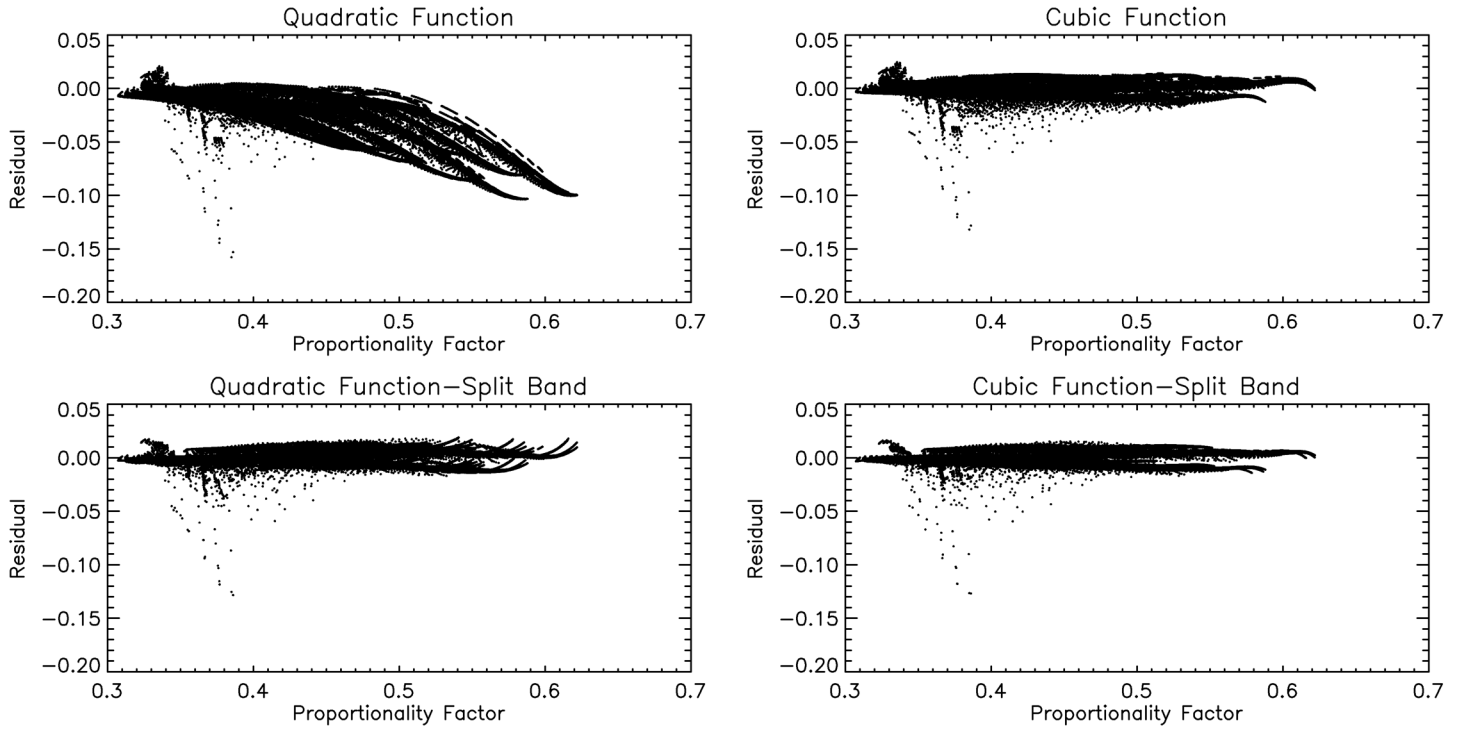 Quadratic Function
0.05
0.00
−0.05
−0.10
−0.15
−0.20
Residual
0.3 0.4 0.5 0.6 0.7
Proportionality Factor
Cubic Function
0.05
0.00
−0.05
−0.10
−0.15
−0.20
Residual
0.3 0.4 0.5 0.6 0.7
Proportionality Factor
Quadratic Function−Split Band
0.05
0.00
−0.05
−0.10
−0.15
−0.20
Residual
0.3 0.4 0.5 0.6 0.7
Proportionality Factor
Cubic Function−Split Band
0.05
0.00
−0.05
−0.10
−0.15
−0.20
Residual
0.3 0.4 0.5 0.6 0.7
Proportionality Factor